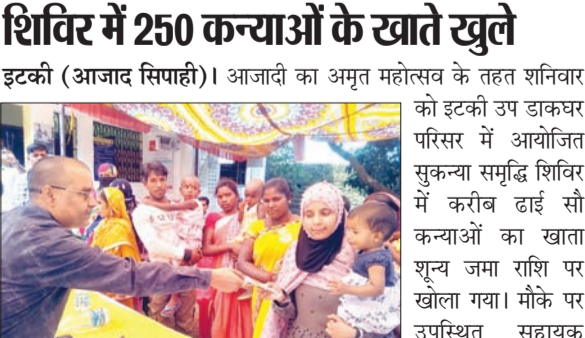 शिविर में 250 कन्याओं के खाते खुले
इटकी (आजाद सिपाही)। आजादी का अमृत महोत्सव के तहत शनिवार
को इटकी उप डाकघर
परिसर में आयोजित
सुकन्या समृद्धि शिविर
में करीब ढाई सौ
कन्याओं का खाता
शून्य जमा राशि पर
खोला गया। मौके पर
उपस्थित सहायक